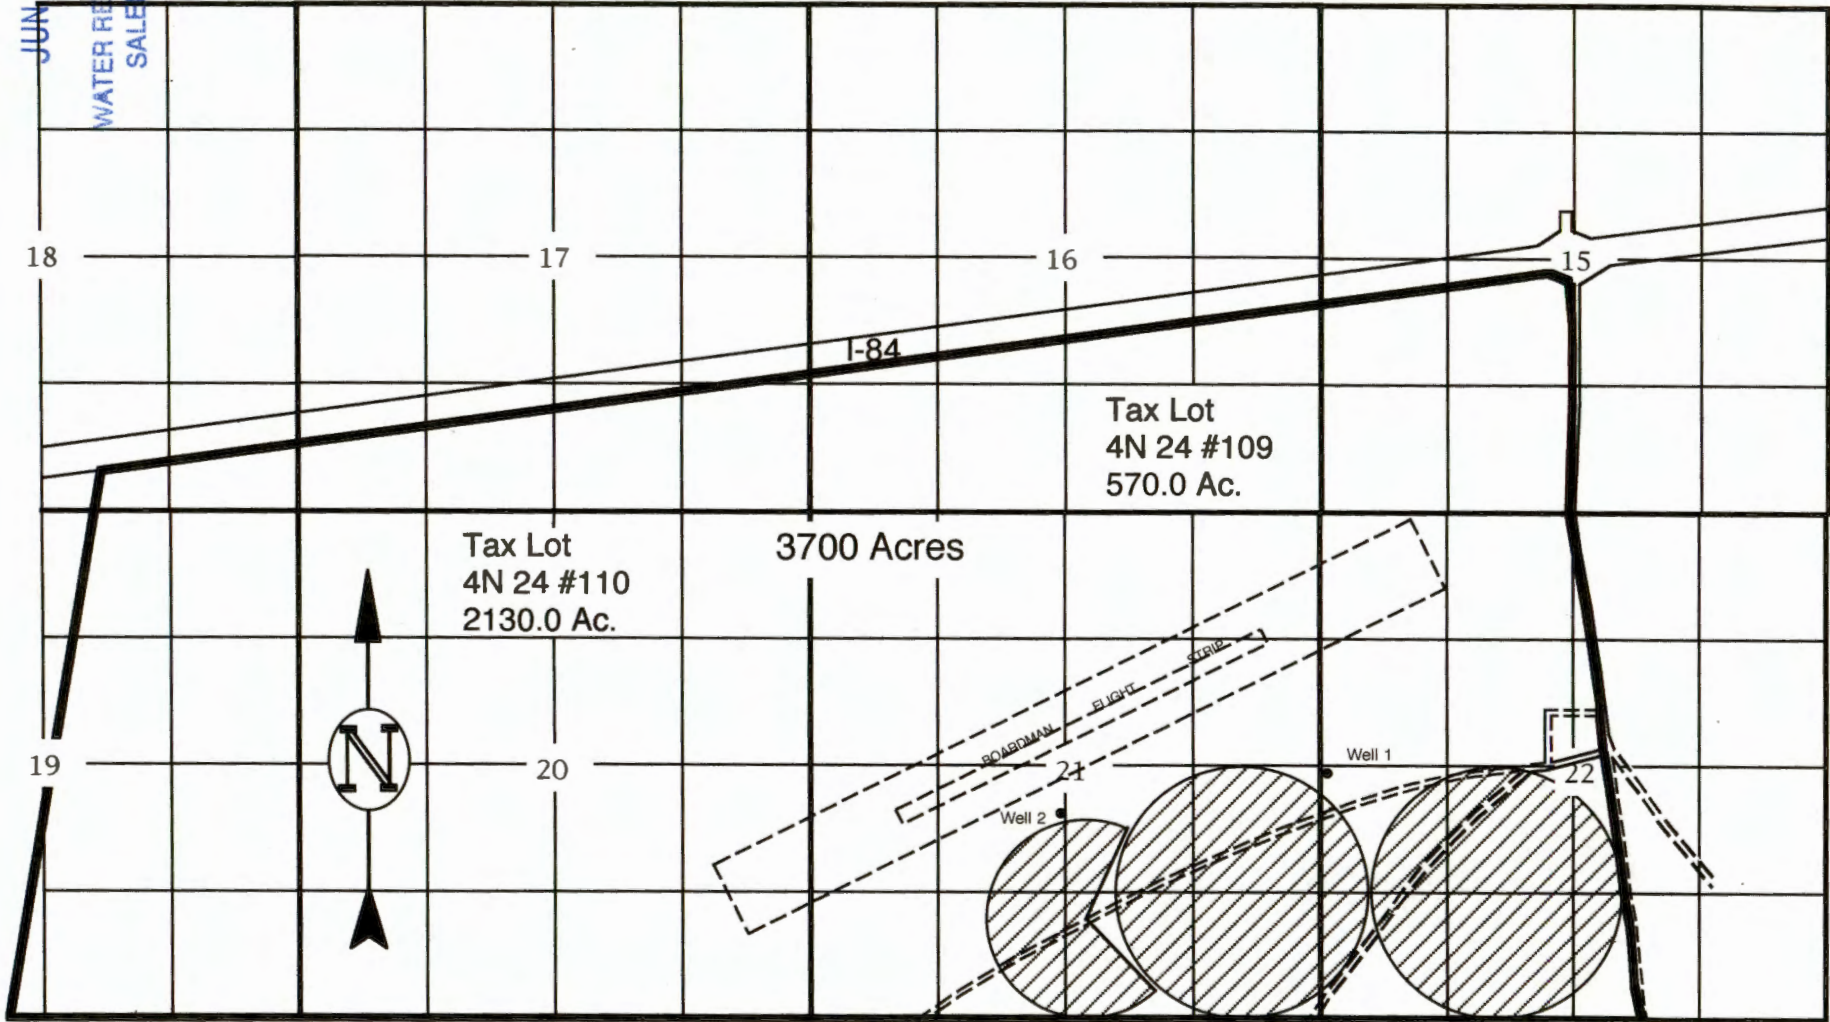 JUN
WATER RE
SALE
18
17
16
15
I-84
Tax Lot
4N 24 #109
570.0 Ac.
Tax Lot
4N 24 #110
2130.0 Ac.
3700 Acres
BOARDMAN FLIGHT STRIP
N
19
20
21
22
Well 1
Well 2